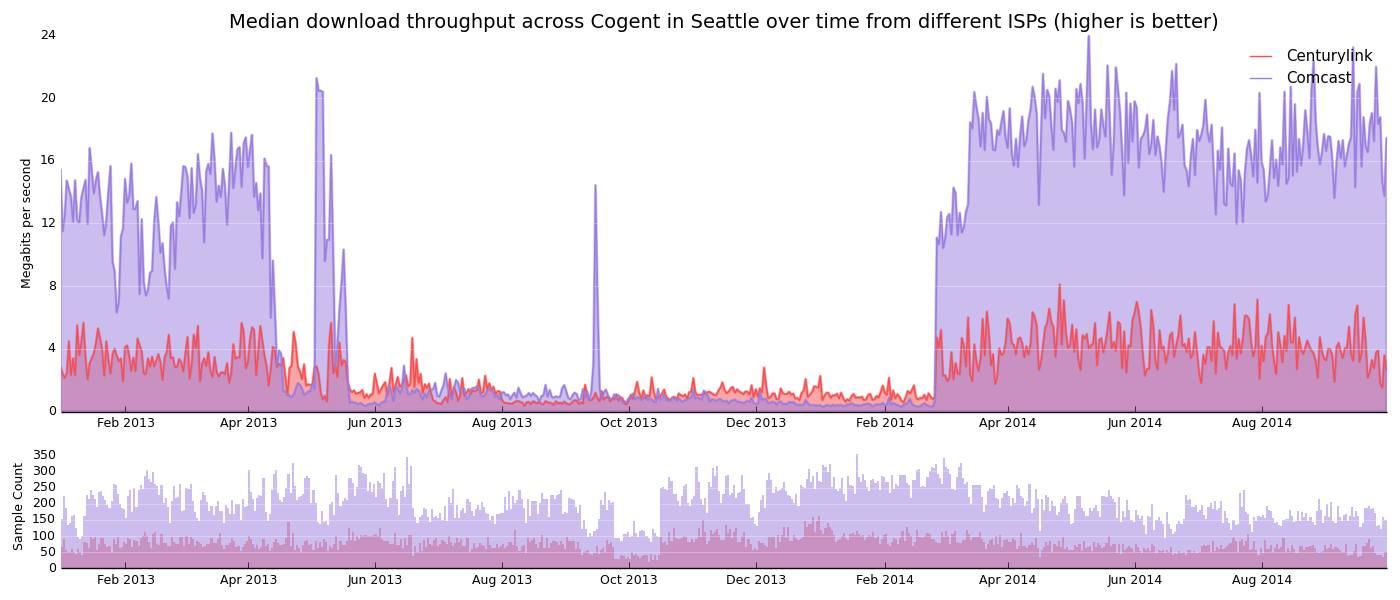 Median download throughput across Cogent in Seattle over time from different ISPs (higher is better)
Centurylink
Comcast
Megabits per second
24
20
16
12
8
4
0
Feb 2013 Apr 2013 Jun 2013 Aug 2013 Oct 2013 Dec 2013 Feb 2014 Apr 2014 Jun 2014 Aug 2014
Sample Count
350
300
250
200
150
100
50
0
Feb 2013 Apr 2013 Jun 2013 Aug 2013 Oct 2013 Dec 2013 Feb 2014 Apr 2014 Jun 2014 Aug 2014